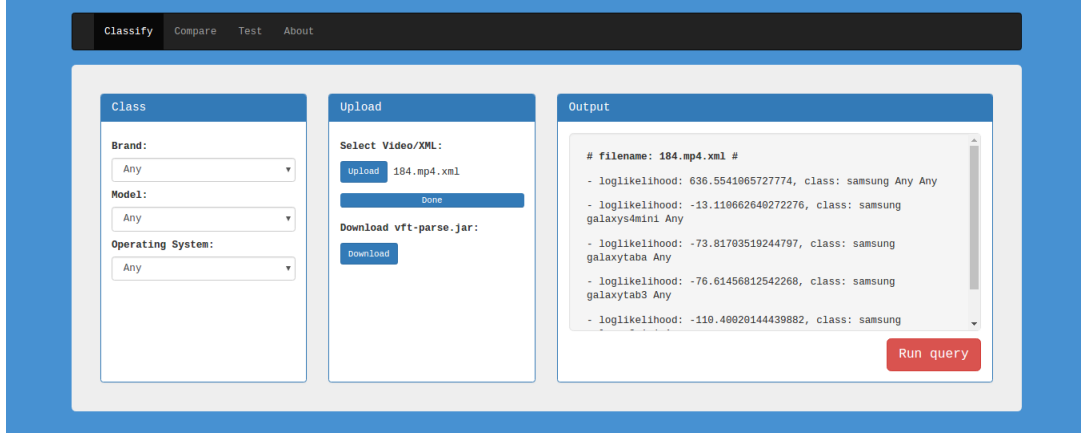 Classify Compare Test About
Class
Brand:
Any
Model:
Any
Operating System:
Any
Upload
Select Video/XML:
Upload 184.mp4.xml
Done
Download vft-parse.jar:
Download
Output
# filename: 184.mp4.xml #
- loglikelihood: 636.5541065727774, class: samsung Any Any
- loglikelihood: -13.110662640272276, class: samsung
galaxys4mini Any
- loglikelihood: -73.81703519244797, class: samsung
galaxytaba Any
- loglikelihood: -76.61456812542268, class: samsung
galaxytab3 Any
- loglikelihood: -110.40020144439882, class: samsung
Run query